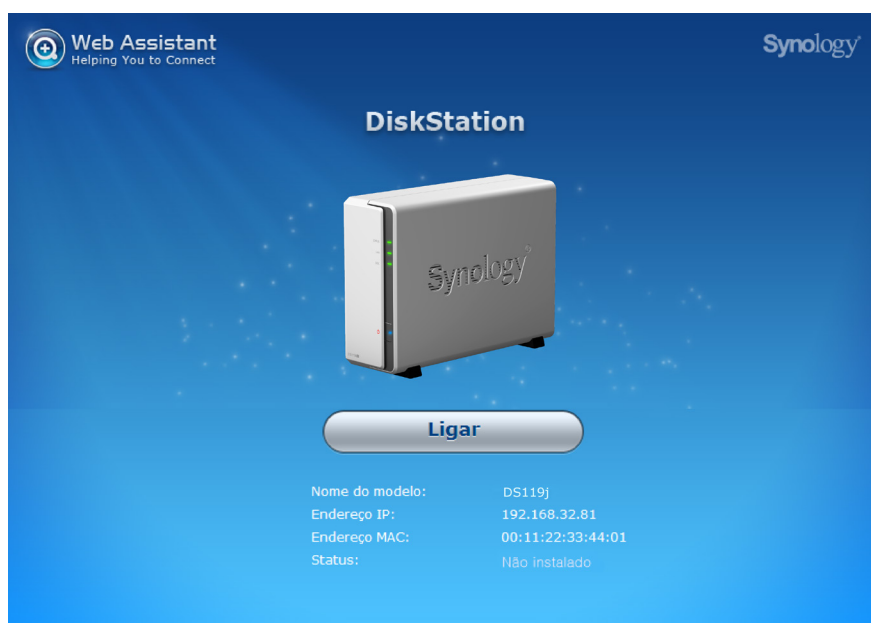 Web Assistant
Helping You to Connect
Synology
DiskStation
Synology
Ligar
Nome do modelo: DS119j
Endereço IP: 192.168.32.81
Endereço MAC: 00:11:22:33:44:01
Status: Não instalado